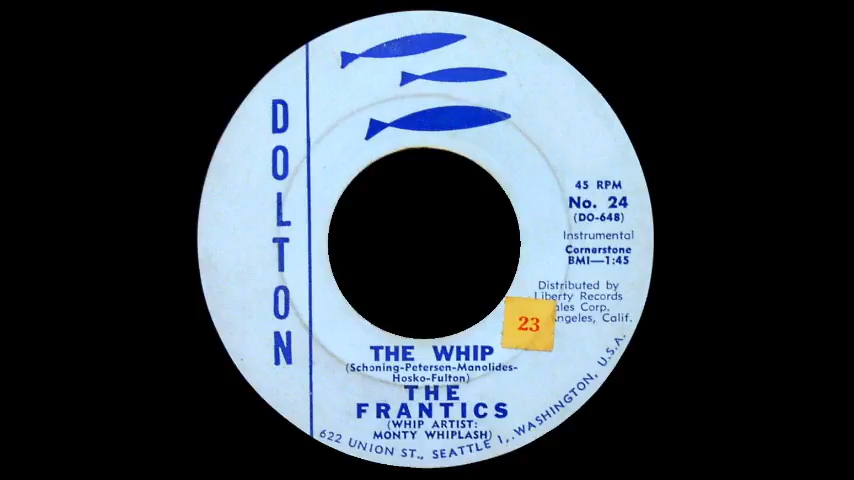 DOLTON
45 RPM
No. 24
(DO-648)
Instrumental
Cornerstone
BMI—1:45
Distributed by
Liberty Records
ales Corp.
ngeles, Calif.
23
THE WHIP
(Schoning-Petersen-Manolides-
Hosko-Fulton)
THE
FRANTICS
(WHIP ARTIST:
MONTY WHIPLASH)
622 UNION ST., SEATTLE 1, WASHINGTON, U.S.A.